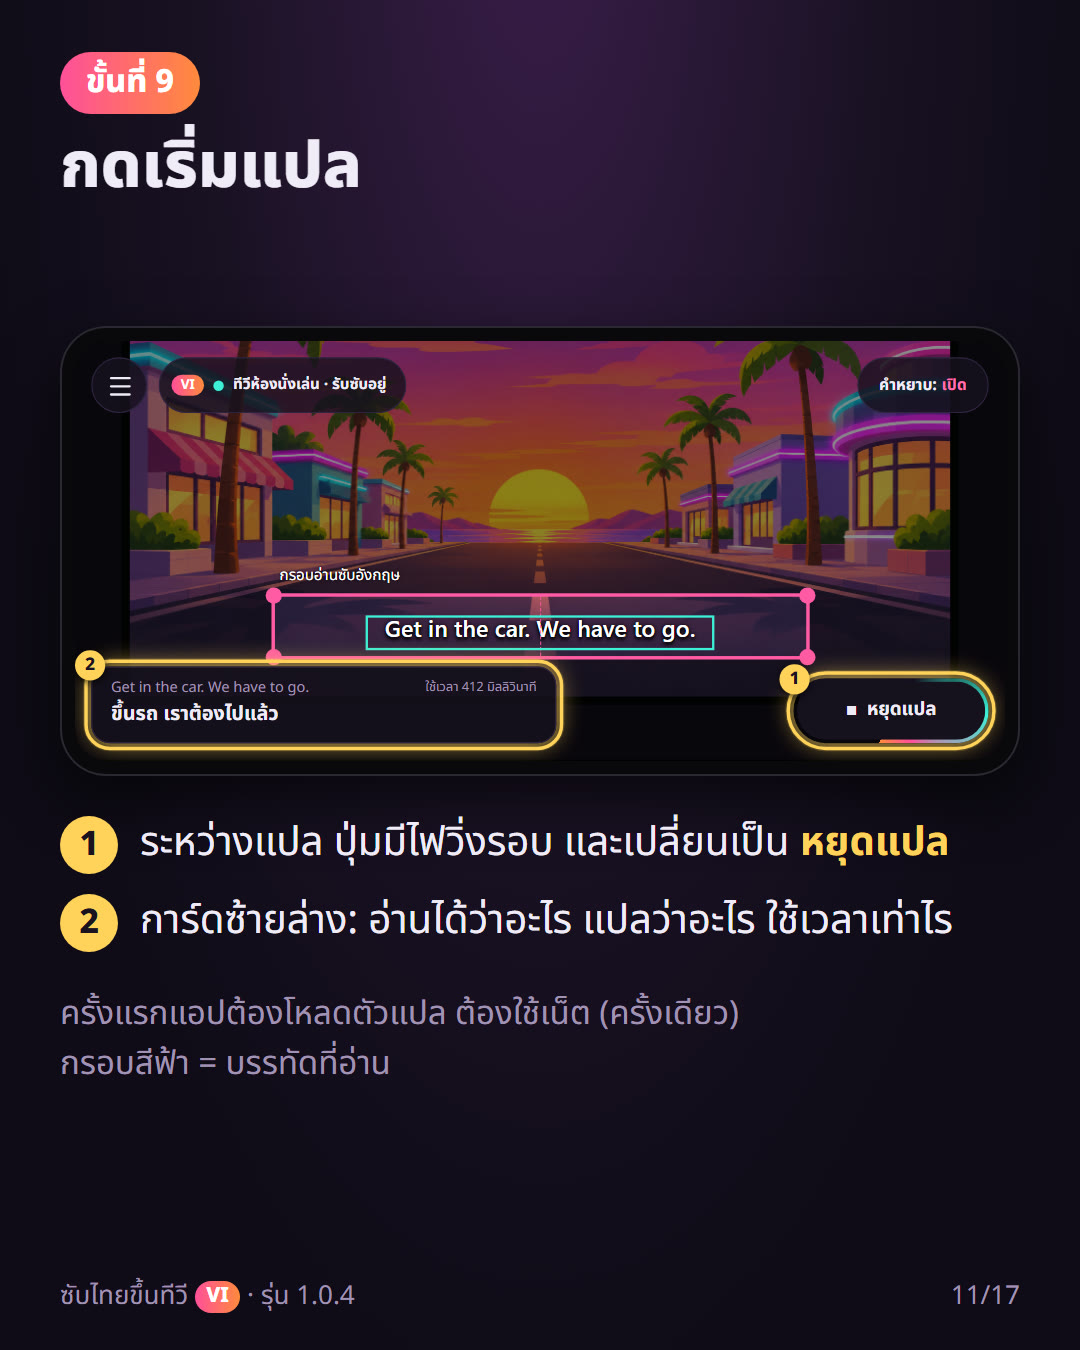 ขั้นที่ 9
กดเริ่มแปล
VI ทีวีห้องนั่งเล่น · รับซับอยู่
คำหยาบ: เปิด
กรอบอ่านซับอังกฤษ
Get in the car. We have to go.
2
Get in the car. We have to go. ใช้เวลา 412 มิลลิวินาที
ขึ้นรถ เราต้องไปแล้ว
1
หยุดแปล
1 ระหว่างแปล ปุ่มมีไฟวิ่งรอบ และเปลี่ยนเป็น หยุดแปล
2 การ์ดซ้ายล่าง: อ่านได้ว่าอะไร แปลว่าอะไร ใช้เวลาเท่าไร
ครั้งแรกแอปต้องโหลดตัวแปล ต้องใช้เน็ต (ครั้งเดียว)
กรอบสีฟ้า = บรรทัดที่อ่าน
ซับไทยขึ้นทีวี VI · รุ่น 1.0.4
11/17